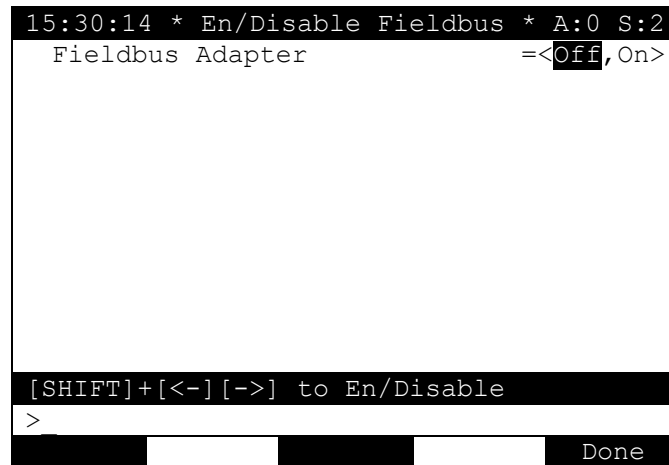 15:30:14 * En/Disable Fieldbus * A:0 S:2
Fieldbus Adapter =<Off,On>
[SHIFT]+[<-][->] to En/Disable
>_
Done